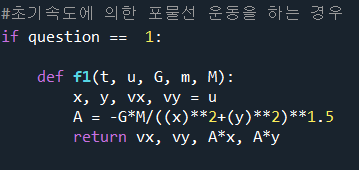 #초기속도에 의한 포물선 운동을 하는 경우
if question ==  1:
def f1(t, u, G, m, M):
x, y, vx, vy = u
A = -G*M/((x)**2+(y)**2)**1.5
return vx, vy, A*x, A*y